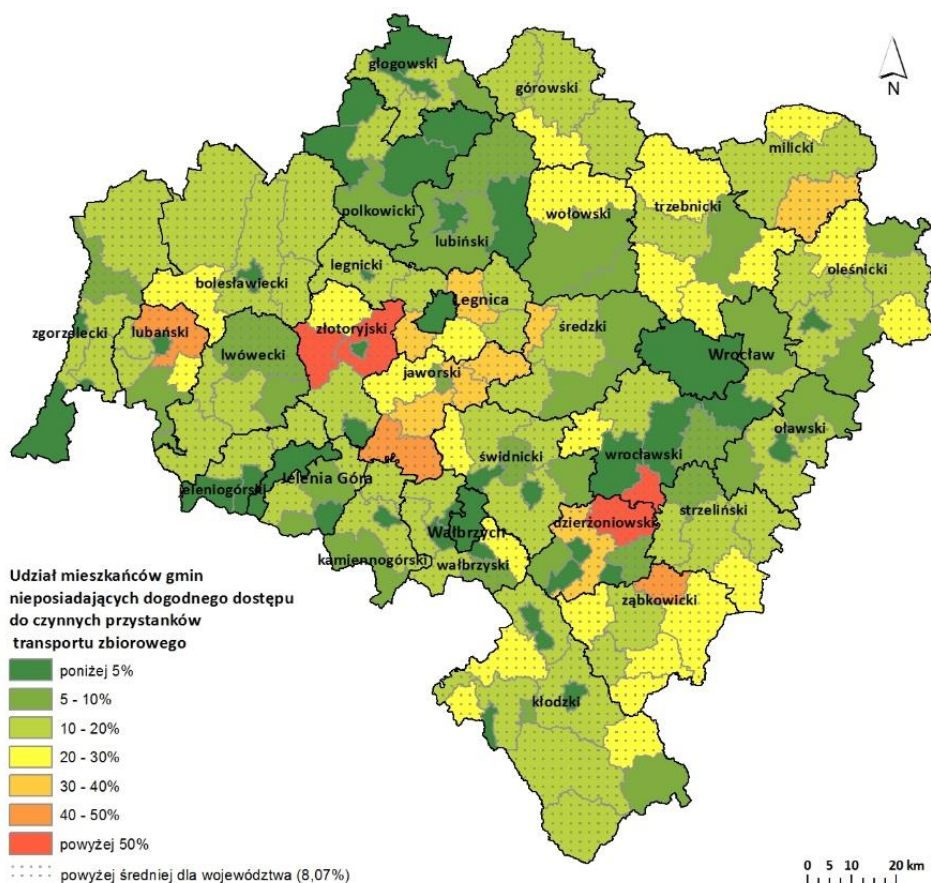 głogowski
górowski
N
milicki
polkowicki
wołowski
trzebnicki
lubiński
oleśnicki
legnicki
bolesławiecki
Legnica
zgorzelecki
lubański
złotoryjski
średzki
Wrocław
lwówecki
jaworski
oławski
świdnicki
wrocławski
Jelenia Góra
jeleniogórski
strzeliński
dzierżoniowski
Wałbrzych
kamiennogórski
wałbrzyski
ząbkowicki
kłodzki
Udział mieszkańców gmin
nieposiadających dogodnego dostępu
do czynnych przystanków
transportu zbiorowego
poniżej 5%
5 - 10%
10 - 20%
20 - 30%
30 - 40%
40 - 50%
powyżej 50%
powyżej średniej dla województwa (8,07%)
0 5 10 20 km